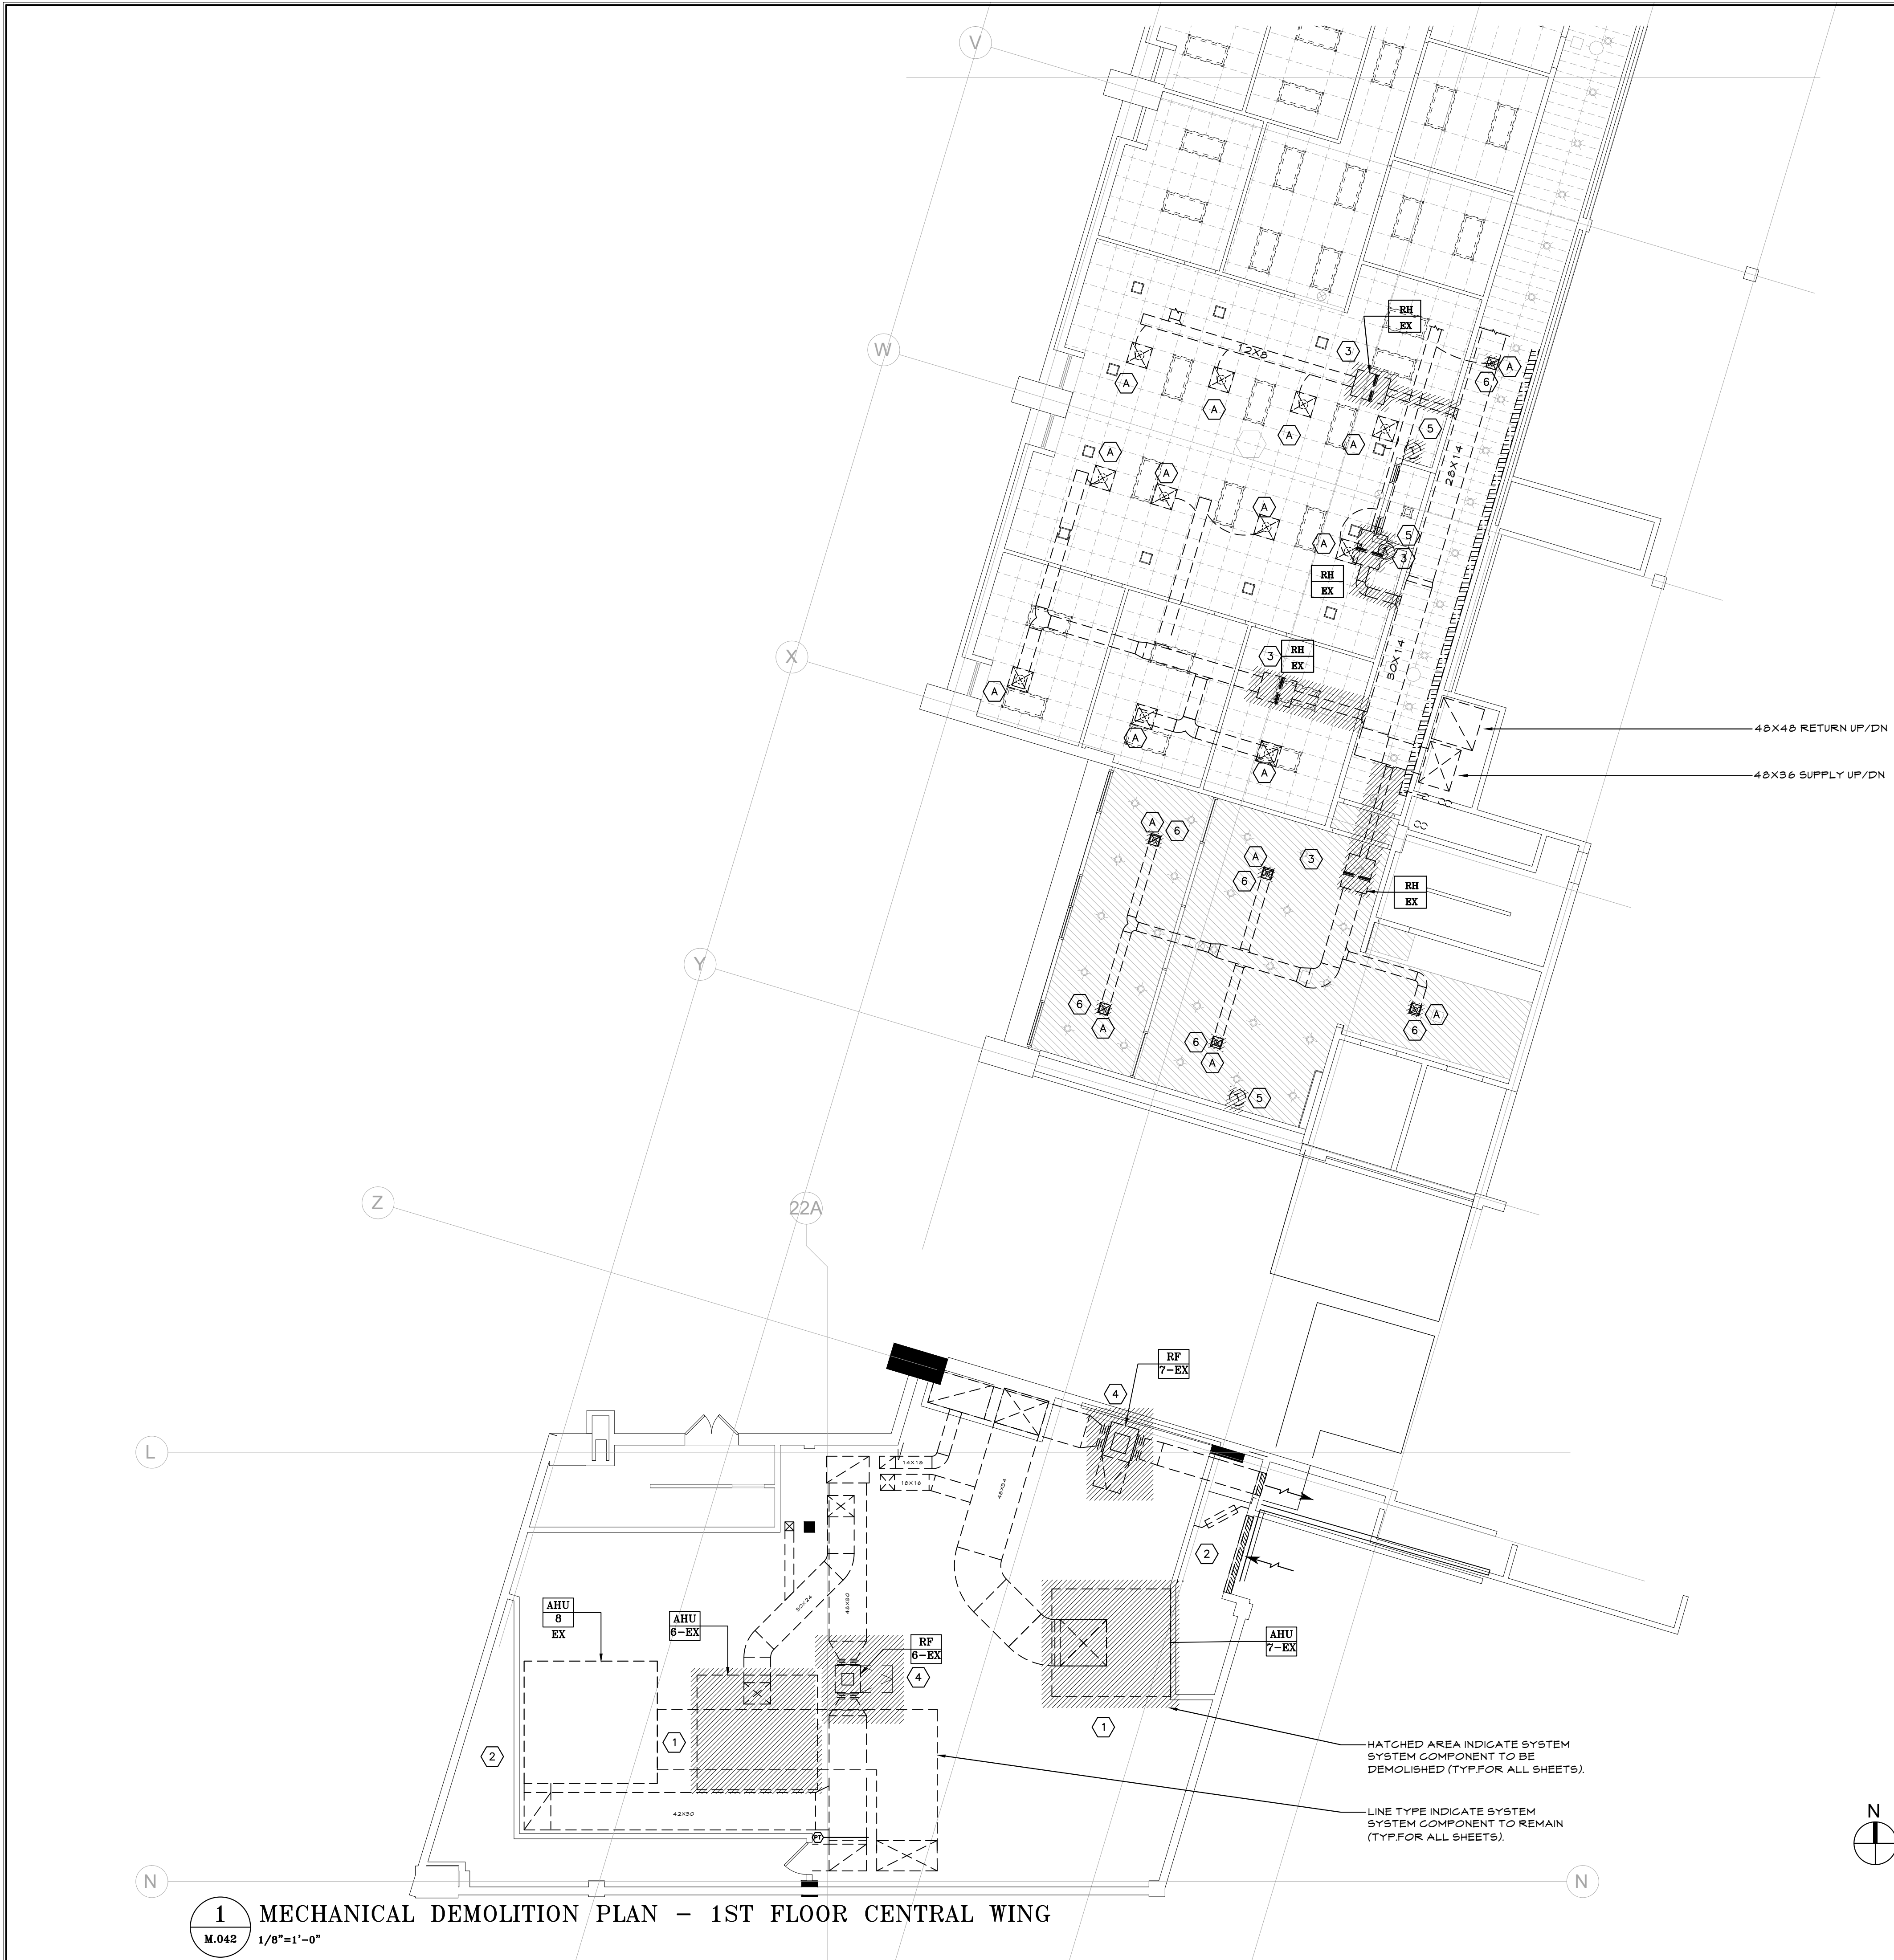 V
W
RH
EX
3
12X8
A
6
A
A
A
A
5
A
A
28X14
A
A
5
3
RH
EX
X
3
RH
EX
30X14
A
A
A
48X48 RETURN UP/DN
48X36 SUPPLY UP/DN
A
6
A
6
3
RH
EX
Y
6
A
6
A
A
6
5
Z
22A
RF
7-EX
4
L
14X18
18X16
2
AHU
8
EX
AHU
6-EX
RF
6-EX
4
AHU
7-EX
1
1
2
HATCHED AREA INDICATE SYSTEM
SYSTEM COMPONENT TO BE
DEMOLISHED (TYP.FOR ALL SHEETS).
42X30
LINE TYPE INDICATE SYSTEM
SYSTEM COMPONENT TO REMAIN
(TYP.FOR ALL SHEETS).
PT
N
N
N
1
M.042
MECHANICAL DEMOLITION PLAN - 1ST FLOOR CENTRAL WING
1/8"=1'-0"